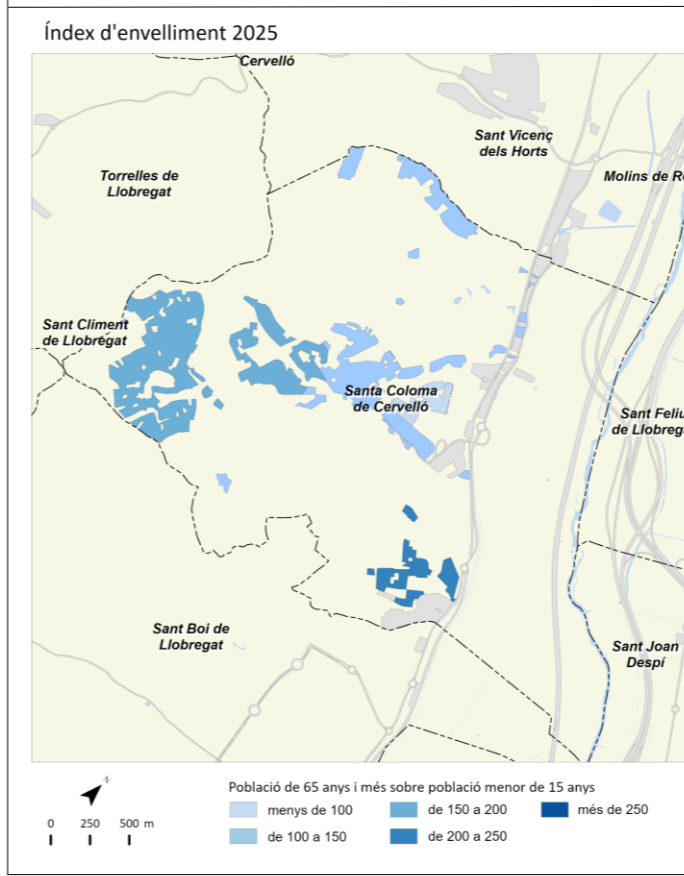 Índex d'envelliment 2025
Cervelló
Sant Vicenç
dels Horts
Torrelles de
Llobregat
Molins de Re
Sant Climent
de Llobregat
Santa Coloma
de Cervelló
Sant Feliu
de Llobrega
Sant Boi de
Llobregat
Sant Joan
Despí
N
0 250 500 m
Població de 65 anys i més sobre població menor de 15 anys
menys de 100
de 150 a 200
més de 250
de 100 a 150
de 200 a 250